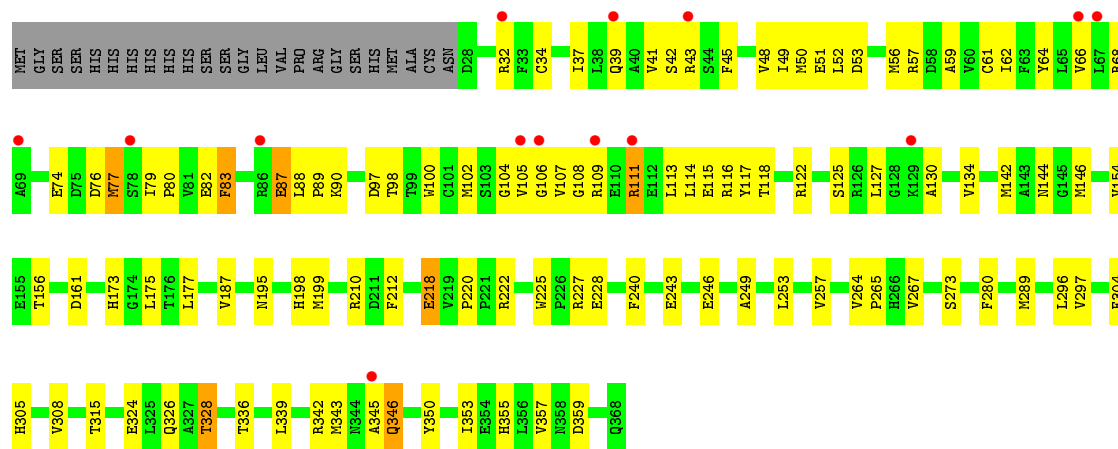 MET GLY SER SER HIS HIS HIS HIS HIS HIS SER SER GLY LEU VAL PRO ARG GLY SER HIS MET ALA CYS ASN D28 R32 F33 C34 I37 L38 Q39 A40 V41 S42 R43 S44 F45 V48 I49 M50 E51 L52 D53 M56 R57 D58 A59 V60 C61 I62 F63 Y64 L65 V66 L67 R68
A69 E74 D75 D76 M77 S78 I79 P80 V81 E82 F83 R86 E87 L88 P89 K90 D97 T98 T99 W100 C101 M102 S103 G104 V105 G106 V107 G108 R109 E110 R111 E112 L113 L114 E115 R116 Y117 T118 R122 S125 R126 L127 G128 K129 A130 V134 M142 A143 N144 G145 M146 V154
E155 T156 D161 H173 G174 L175 T176 L177 V187 N195 H198 M199 R210 D211 F212 E218 V219 P220 P221 R222 W225 P226 R227 E228 F240 E243 E246 A249 L253 V257 V264 P265 H266 V267 S273 F280 M289 L296 V297 E304
H305 V308 T315 E324 L325 Q326 A327 T328 T336 L339 R342 M343 N344 A345 Q346 Y350 I353 E354 H355 L356 V357 N358 D359 Q368